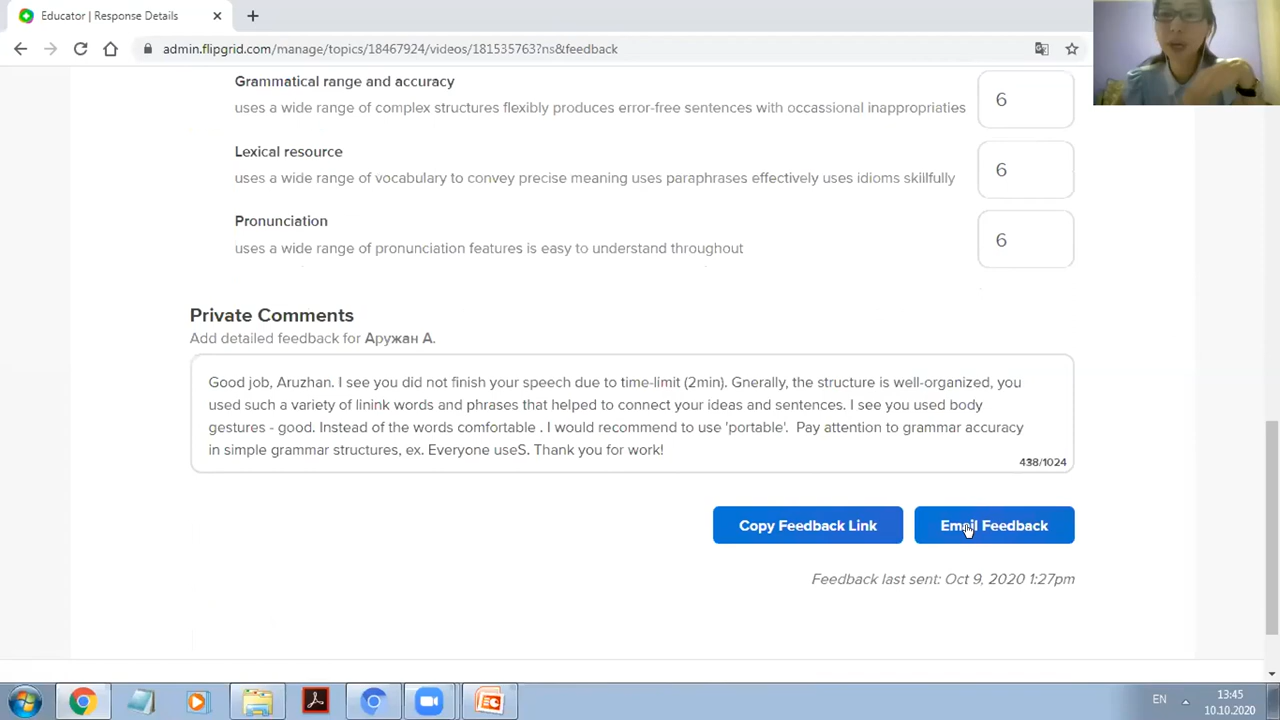 Educator | Response Details
admin.flipgrid.com/manage/topics/18467924/videos/181535763?ns&feedback
Grammatical range and accuracy
uses a wide range of complex structures flexibly produces error-free sentences with occassional inappropriaties
6
Lexical resource
uses a wide range of vocabulary to convey precise meaning uses paraphrases effectively uses idioms skillfully
6
Pronunciation
uses a wide range of pronunciation features is easy to understand throughout
6
Private Comments
Add detailed feedback for Аружан А.
Good job, Aruzhan. I see you did not finish your speech due to time-limit (2min). Gnerally, the structure is well-organized, you
used such a variety of linink words and phrases that helped to connect your ideas and sentences. I see you used body
gestures - good. Instead of the words comfortable . I would recommend to use 'portable'.  Pay attention to grammar accuracy
in simple grammar structures, ex. Everyone useS. Thank you for work!
438/1024
Copy Feedback Link
Email Feedback
Feedback last sent: Oct 9, 2020 1:27pm
EN
13:45
10.10.2020